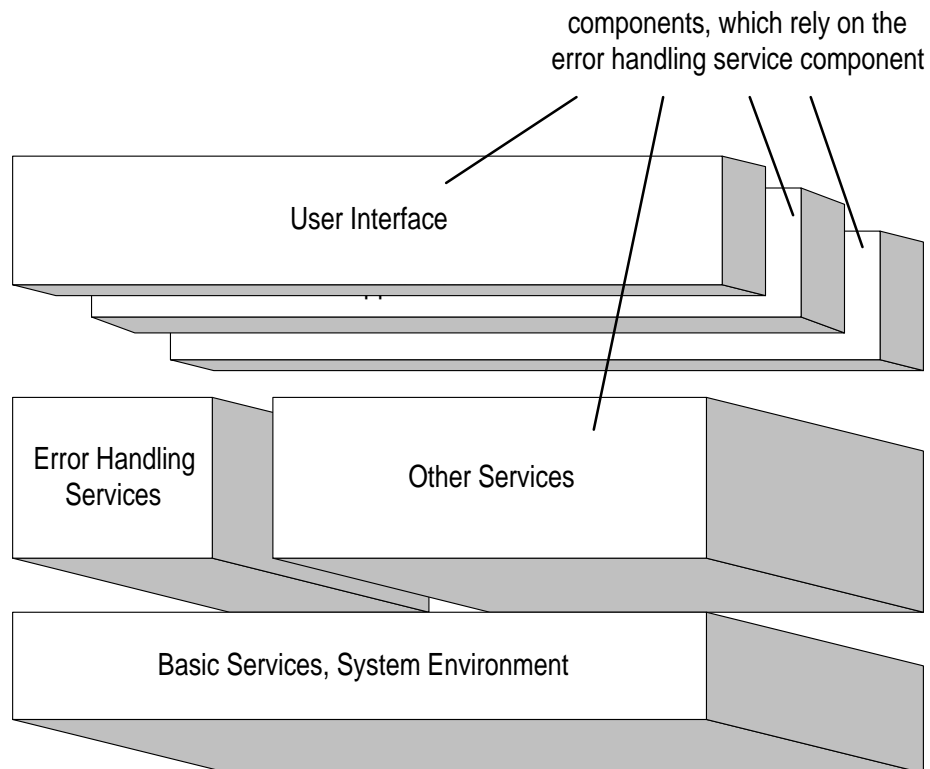 components, which rely on the
error handling service component
User Interface
Error Handling
Services
Other Services
Basic Services, System Environment